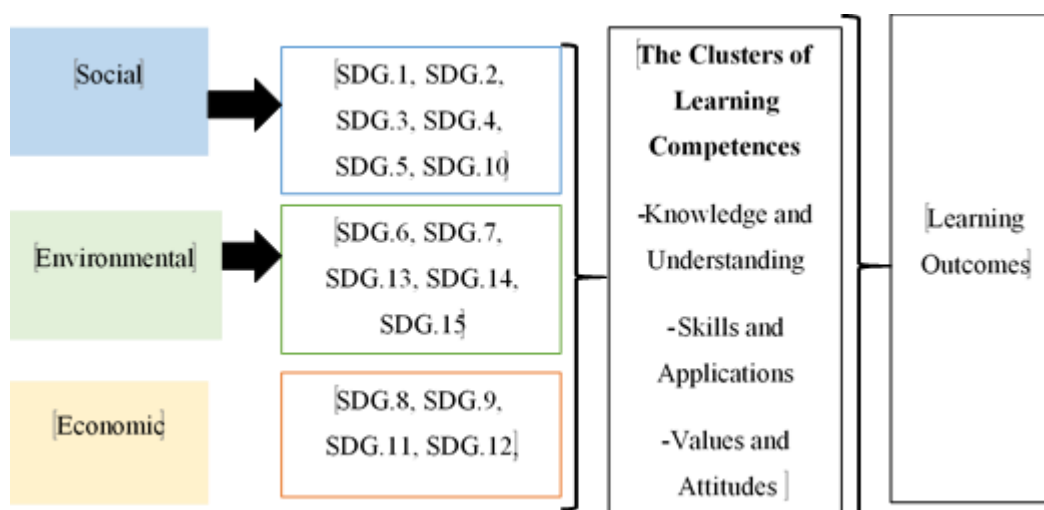 [Social]
[SDG.1, SDG.2,
SDG.3, SDG.4,
SDG.5, SDG.10]
[Environmental]
[SDG.6, SDG.7,
SDG.13, SDG.14,
SDG.15]
[Economic]
[SDG.8, SDG.9,
SDG.11, SDG.12]
[The Clusters of
Learning
Competences
-Knowledge and
Understanding
-Skills and
Applications
-Values and
Attitudes ]
[Learning
Outcomes]